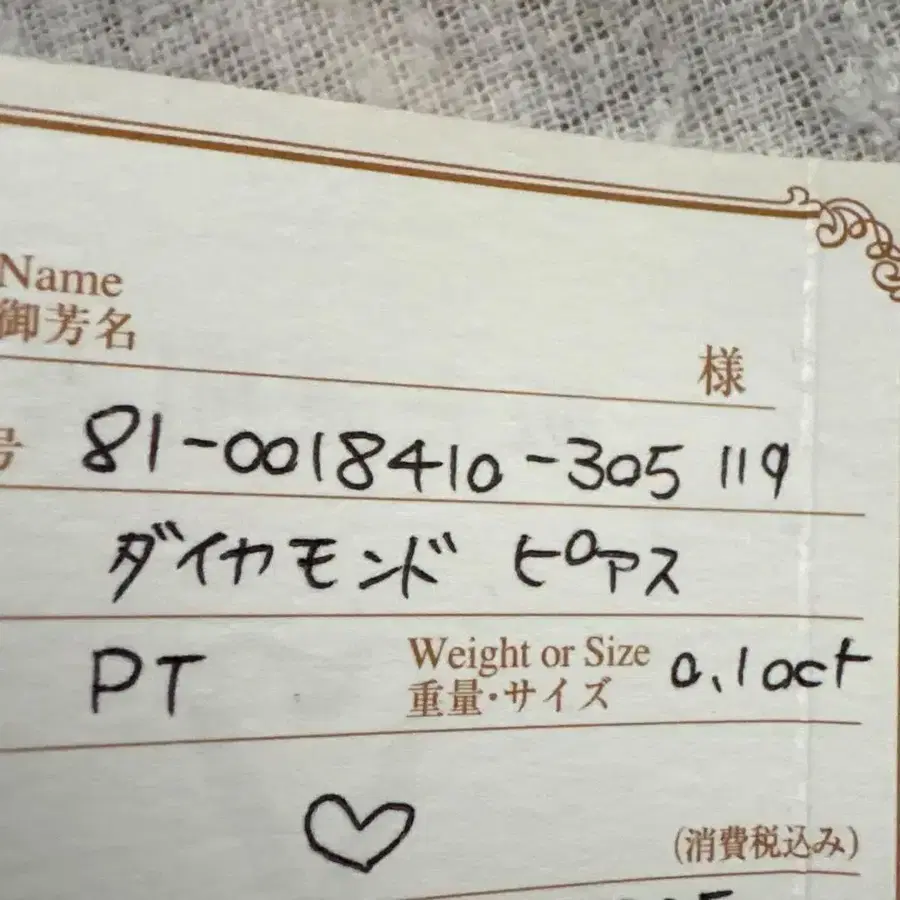 Name
御芳名
様
号 81-0018410-305 119
ダイヤモンド ピアス
PT Weight or Size 0.10ct
重量・サイズ
(消費税込み)